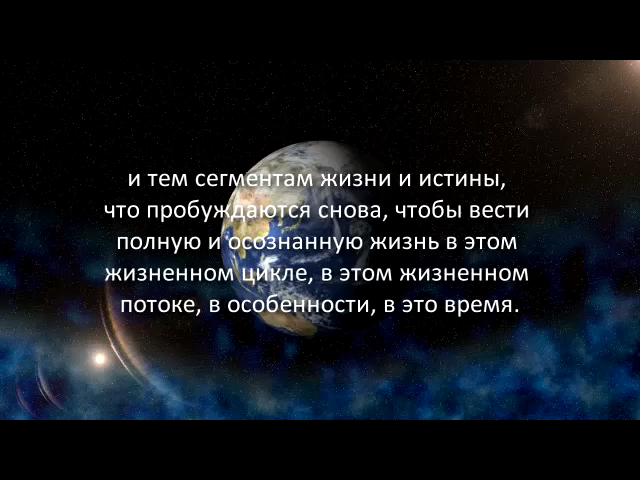 и тем сегментам жизни и истины,
что пробуждаются снова, чтобы вести
полную и осознанную жизнь в этом
жизненном цикле, в этом жизненном
потоке, в особенности, в это время.